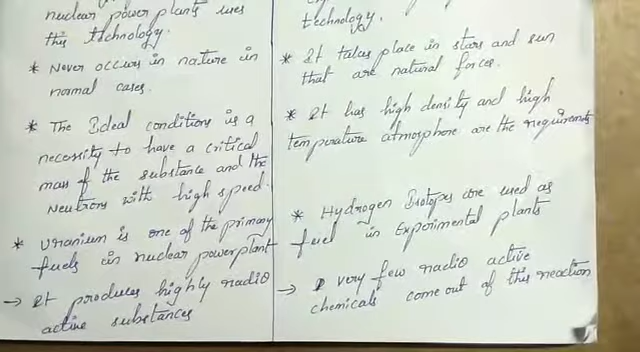 nuclear power plants uses
this technology.
* Never occurs in nature in
normal cases.
* The Ideal conditions is a
necessity to have a critical
mass of the substance and the
Neutrons with high speed.
* Uranium is one of the primary
fuels in nuclear powerplant
→ It produces highly radio
active substances
technology.
* It takes place in stars and sun
that are natural forces.
* It has high density and high
temperature atmosphere are the requirements
* Hydrogen Isotopes are used as
fuel in Experimental plants
→ very few radio active
chemicals come out of this reaction